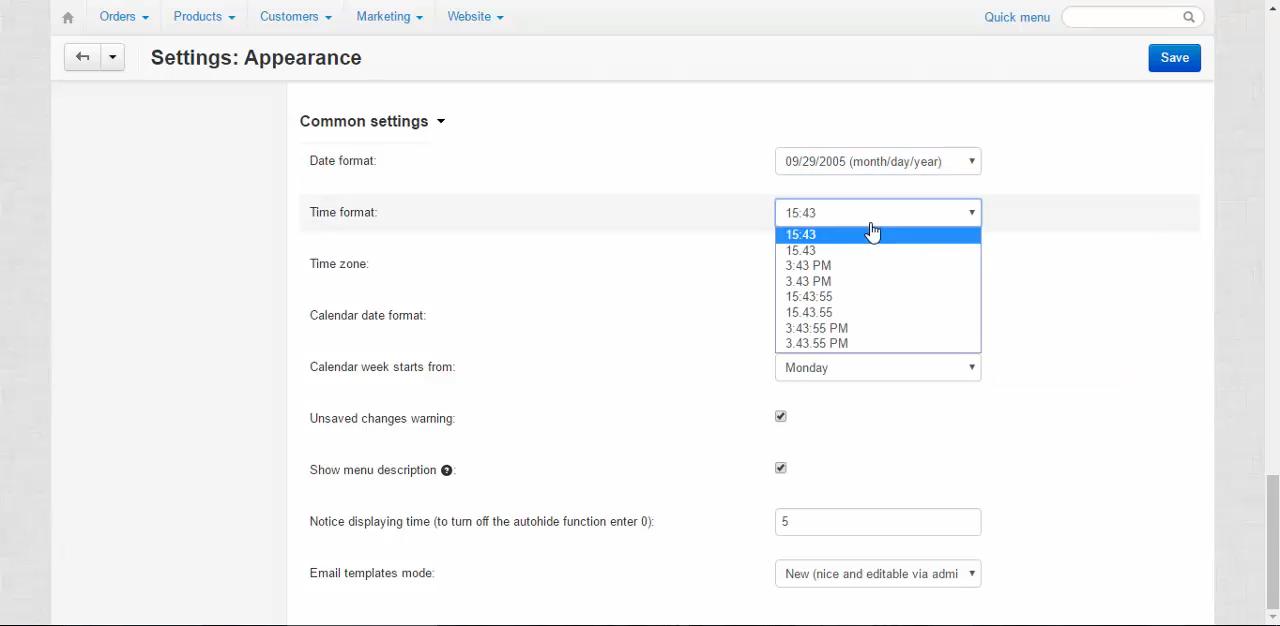 Orders Products Customers Marketing Website Quick menu
Settings: Appearance Save
Common settings
Date format: 09/29/2005 (month/day/year)
Time format: 15:43
15:43
15.43
3:43 PM
3.43 PM
15:43:55
15.43.55
3:43:55 PM
3.43.55 PM
Time zone:
Calendar date format:
Calendar week starts from: Monday
Unsaved changes warning:
Show menu description ?:
Notice displaying time (to turn off the autohide function enter 0): 5
Email templates mode: New (nice and editable via admi